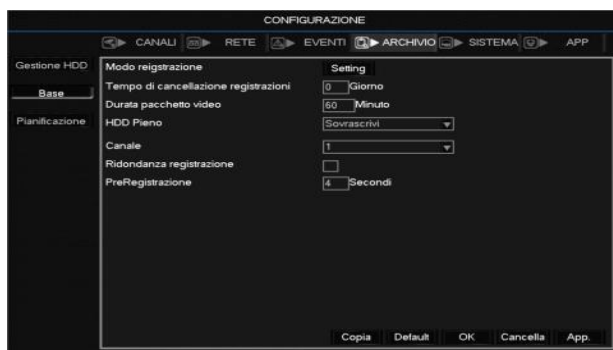 CONFIGURAZIONE
CANALI RETE EVENTI ARCHIVIO SISTEMA APP
Gestione HDD
Base
Pianificazione
Modo reigstrazione Setting
Tempo di cancellazione registrazioni 0 Giorno
Durata pacchetto video 60 Minuto
HDD Pieno Sovrascrivi
Canale 1
Ridondanza registrazione
PreRegistrazione 4 Secondi
Copia Default OK Cancella App.